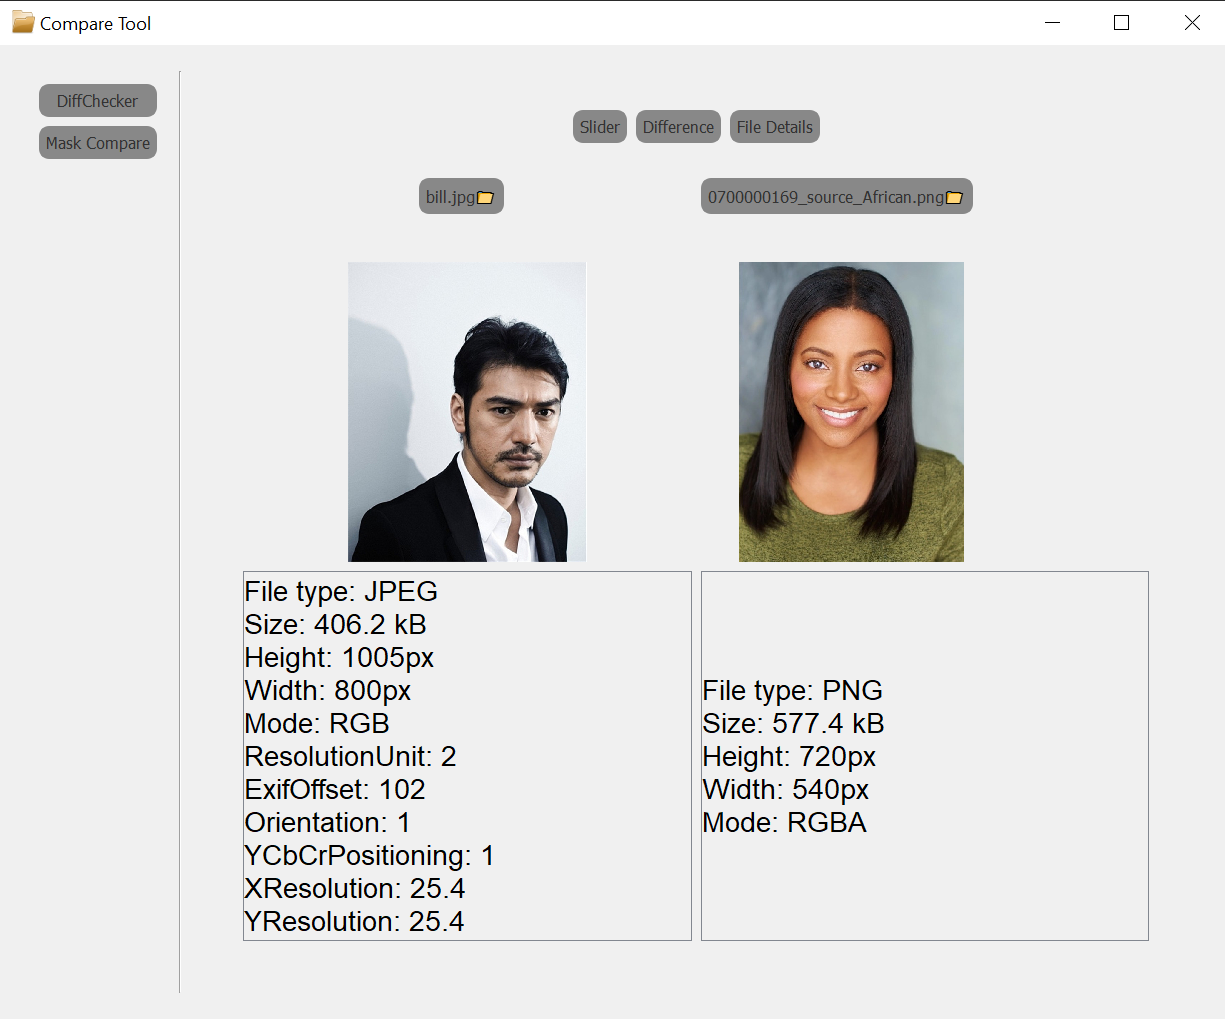 Compare Tool
DiffChecker
Mask Compare
Slider Difference File Details
bill.jpg
0700000169_source_African.png
File type: JPEG
Size: 406.2 kB
Height: 1005px
Width: 800px
Mode: RGB
ResolutionUnit: 2
ExifOffset: 102
Orientation: 1
YCbCrPositioning: 1
XResolution: 25.4
YResolution: 25.4
File type: PNG
Size: 577.4 kB
Height: 720px
Width: 540px
Mode: RGBA